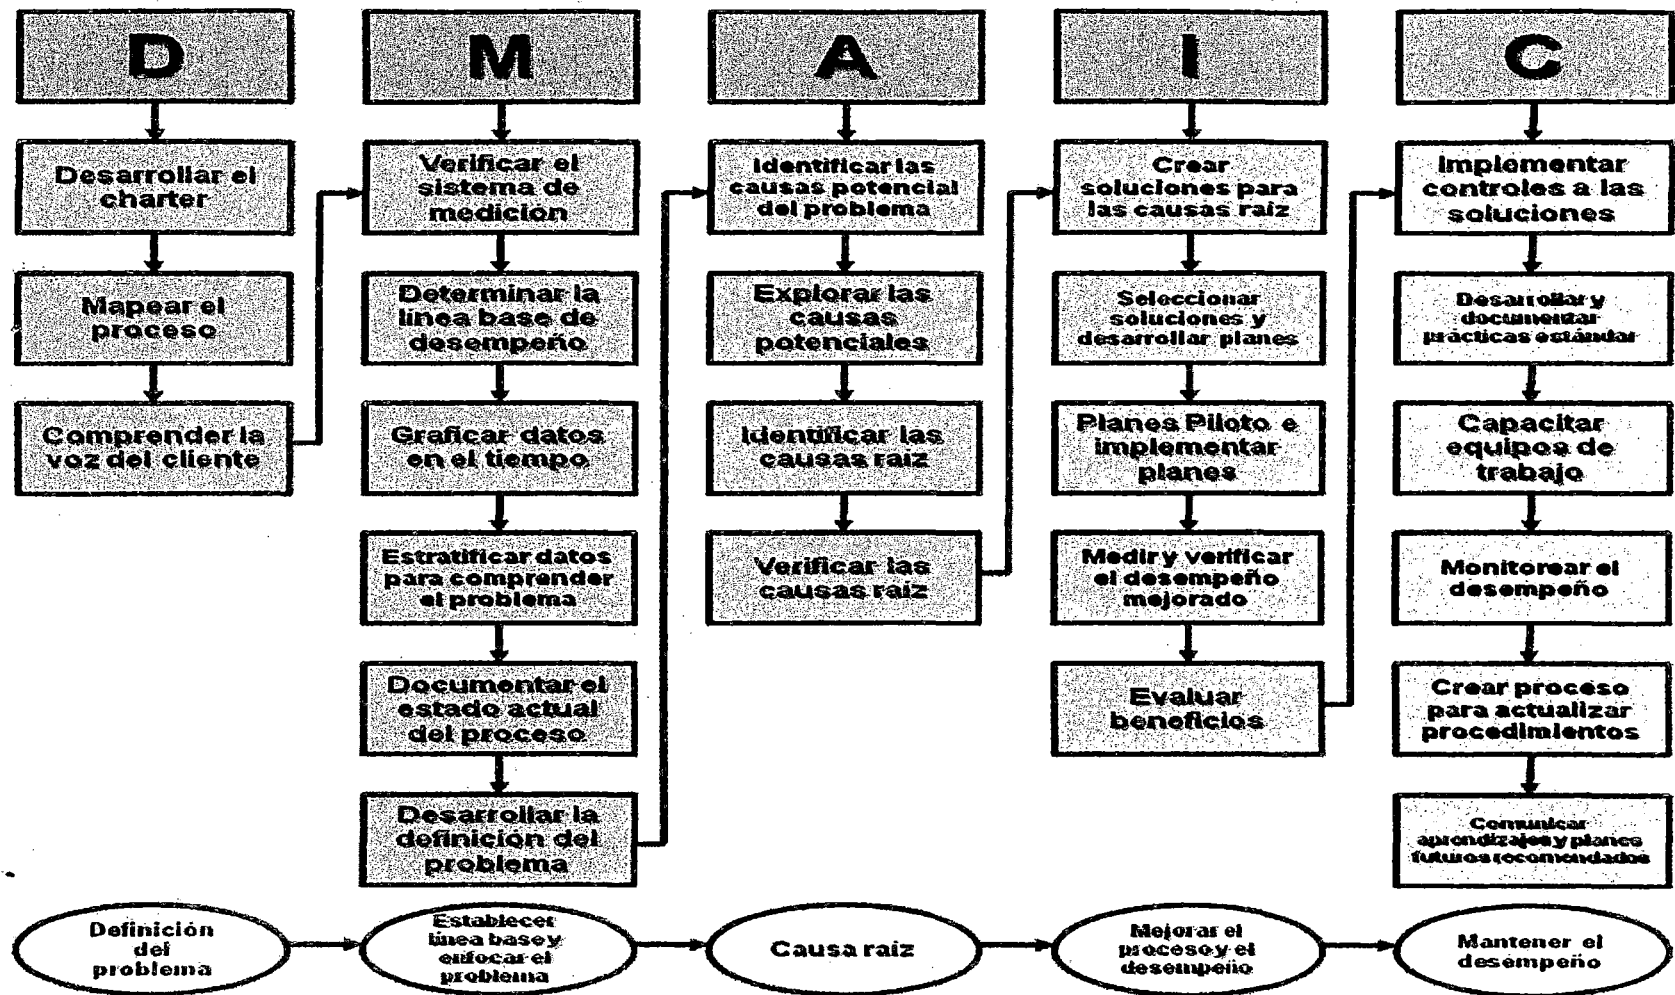 D
Desarrollar el
charter
Mapear el
proceso
Comprender la
voz del cliente
M
Verificar el
sistema de
medición
Determinar la
línea base de
desempeño
Graficar datos
en el tiempo
Estratificar datos
para comprender
el problema
Documentar el
estado actual
del proceso
Desarrollar la
definición del
problema
A
Identificar las
causas potencial
del problema
Explorar las
causas
potenciales
Identificar las
causas raíz
Verificar las
causas raíz
I
Crear
soluciones para
las causas raíz
Seleccionar
soluciones y
desarrollar planes
Planes Piloto e
implementar
planes
Medir y verificar
el desempeño
mejorado
Evaluar
beneficios
C
Implementar
controles a las
soluciones
Desarrollar y
documentar
prácticas estándar
Capacitar
equipos de
trabajo
Monitorear el
desempeño
Crear proceso
para actualizar
procedimientos
Comunicar
aprendizajes y planes
futuros recomendados
Definición
del
problema
Establecer
línea base y
enfocar el
problema
Causa raíz
Mejorar el
proceso y el
desempeño
Mantener el
desempeño